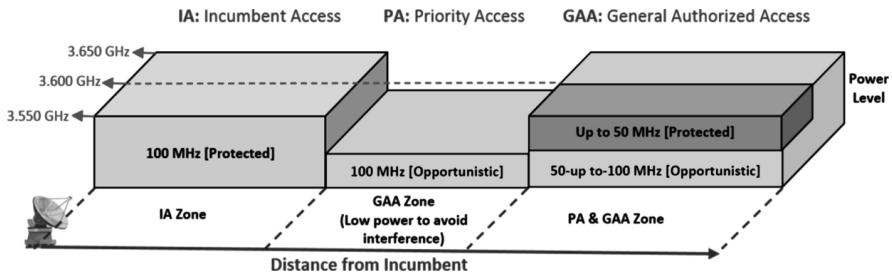 IA: Incumbent Access PA: Priority Access GAA: General Authorized Access
3.650 GHz
3.600 GHz
3.550 GHz
Power
Level
Up to 50 MHz [Protected]
100 MHz [Protected]
100 MHz [Opportunistic]
50-up-to-100 MHz [Opportunistic]
IA Zone
GAA Zone
(Low power to avoid
interference)
PA & GAA Zone
Distance from Incumbent